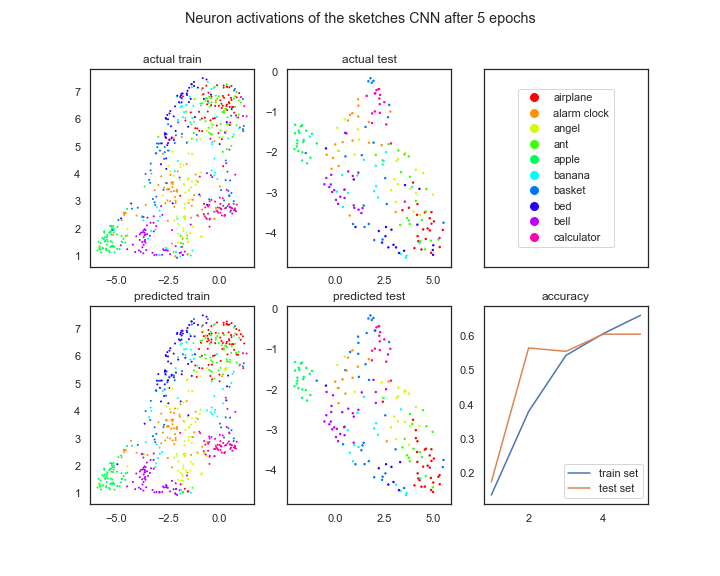 Neuron activations of the sketches CNN after 5 epochs
actual train
7
6
5
4
3
2
1
−5.0 −2.5 0.0
actual test
0
−1
−2
−3
−4
0.0 2.5 5.0
airplane
alarm clock
angel
ant
apple
banana
basket
bed
bell
calculator
predicted train
7
6
5
4
3
2
1
−5.0 −2.5 0.0
predicted test
0
−1
−2
−3
−4
0.0 2.5 5.0
accuracy
0.6
0.5
0.4
0.3
0.2
train set
test set
2 4